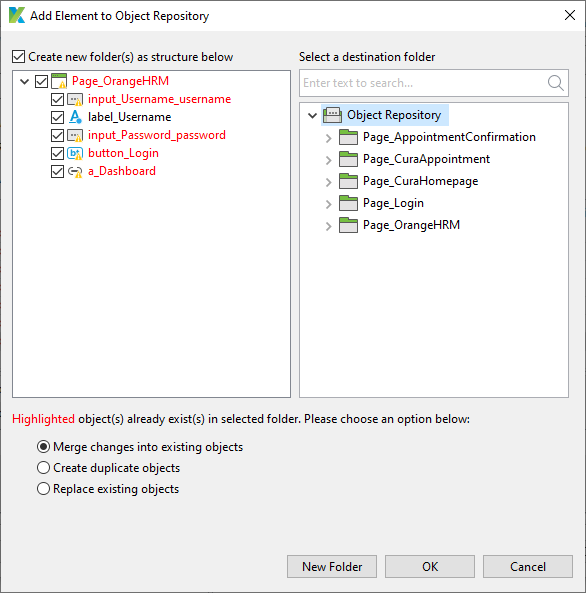 Add Element to Object Repository
Create new folder(s) as structure below
Page_OrangeHRM
input_Username_username
label_Username
input_Password_password
button_Login
a_Dashboard
Select a destination folder
Enter text to search...
Object Repository
Page_AppointmentConfirmation
Page_CuraAppointment
Page_CuraHomepage
Page_Login
Page_OrangeHRM
Highlighted object(s) already exist(s) in selected folder. Please choose an option below:
Merge changes into existing objects
Create duplicate objects
Replace existing objects
New Folder
OK
Cancel